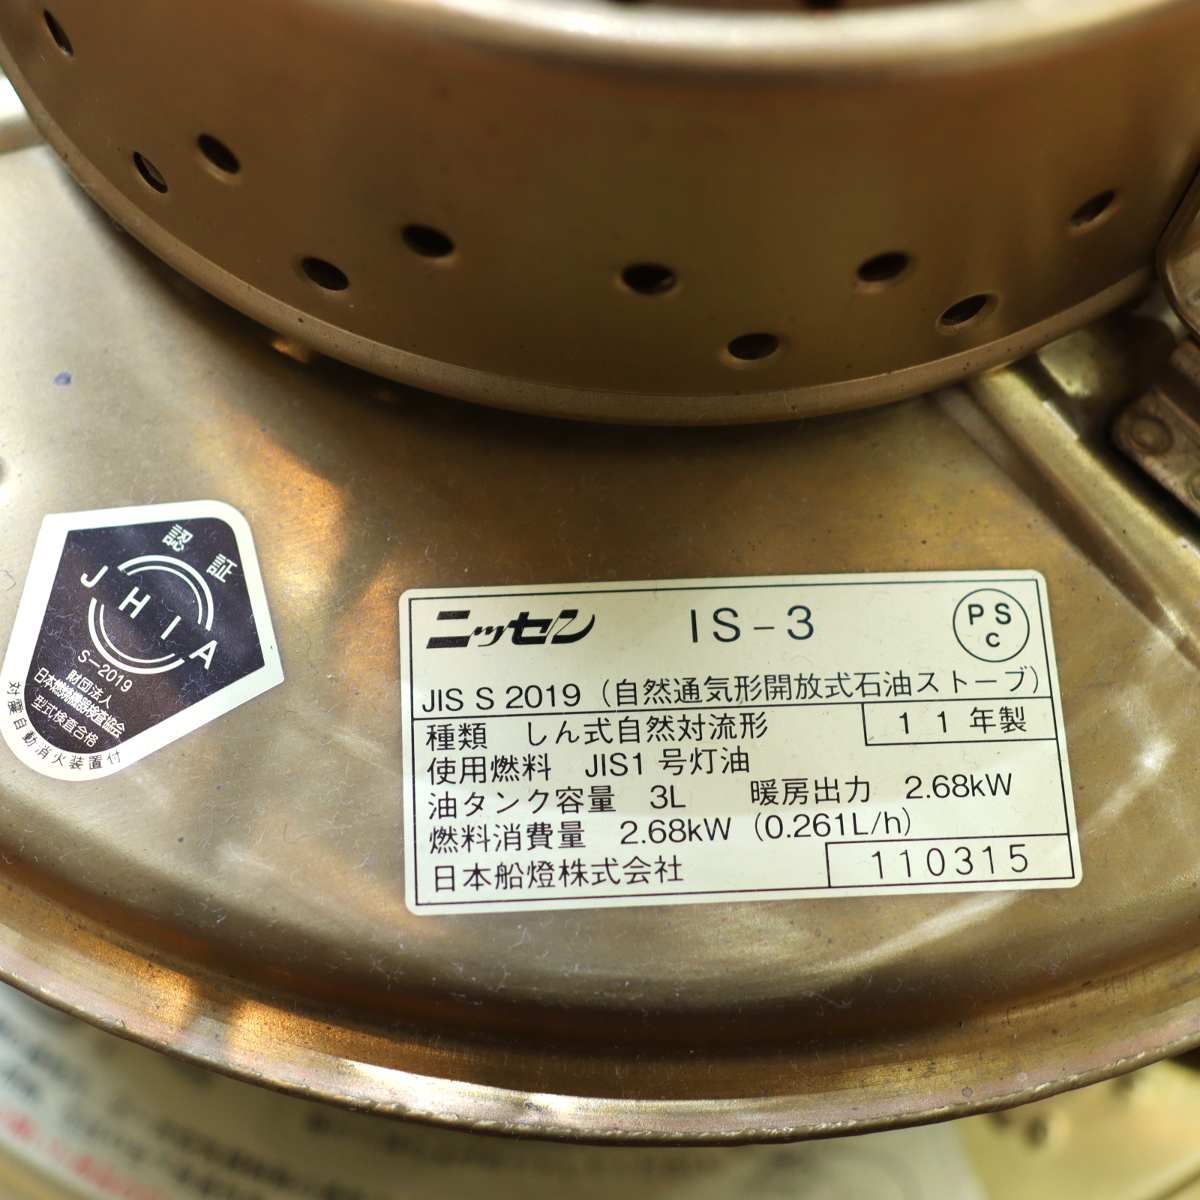 認証
JHIA
S-2019
財団法人
日本燃焼機器検査協会
型式検査合格
対震自動消火装置付
ニッセン IS-3 PSC
JIS S 2019 (自然通気形開放式石油ストーブ)
種類 しん式自然対流形 11年製
使用燃料 JIS1号灯油
油タンク容量 3L 暖房出力 2.68kW
燃料消費量 2.68kW (0.261L/h)
日本船燈株式会社 110315